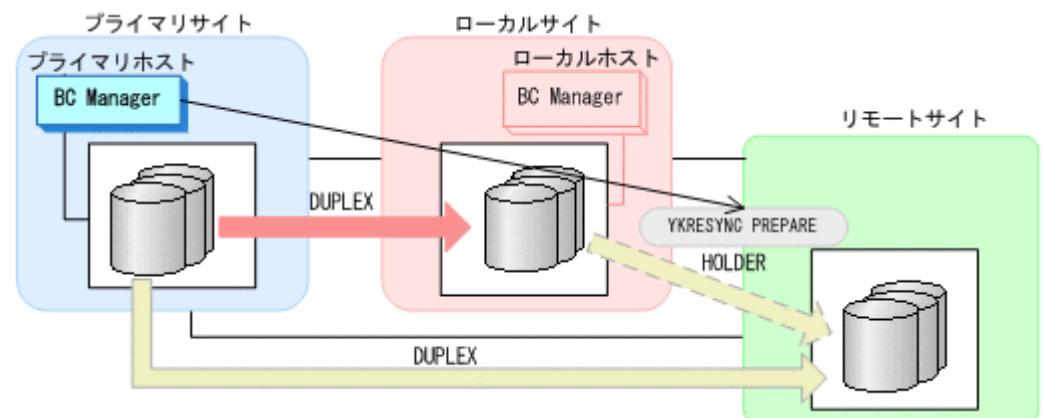 プライマリサイト
ローカルサイト
プライマリホスト
ローカルホスト
BC Manager
BC Manager
リモートサイト
DUPLEX
YKRESYNC PREPARE
HOLDER
DUPLEX